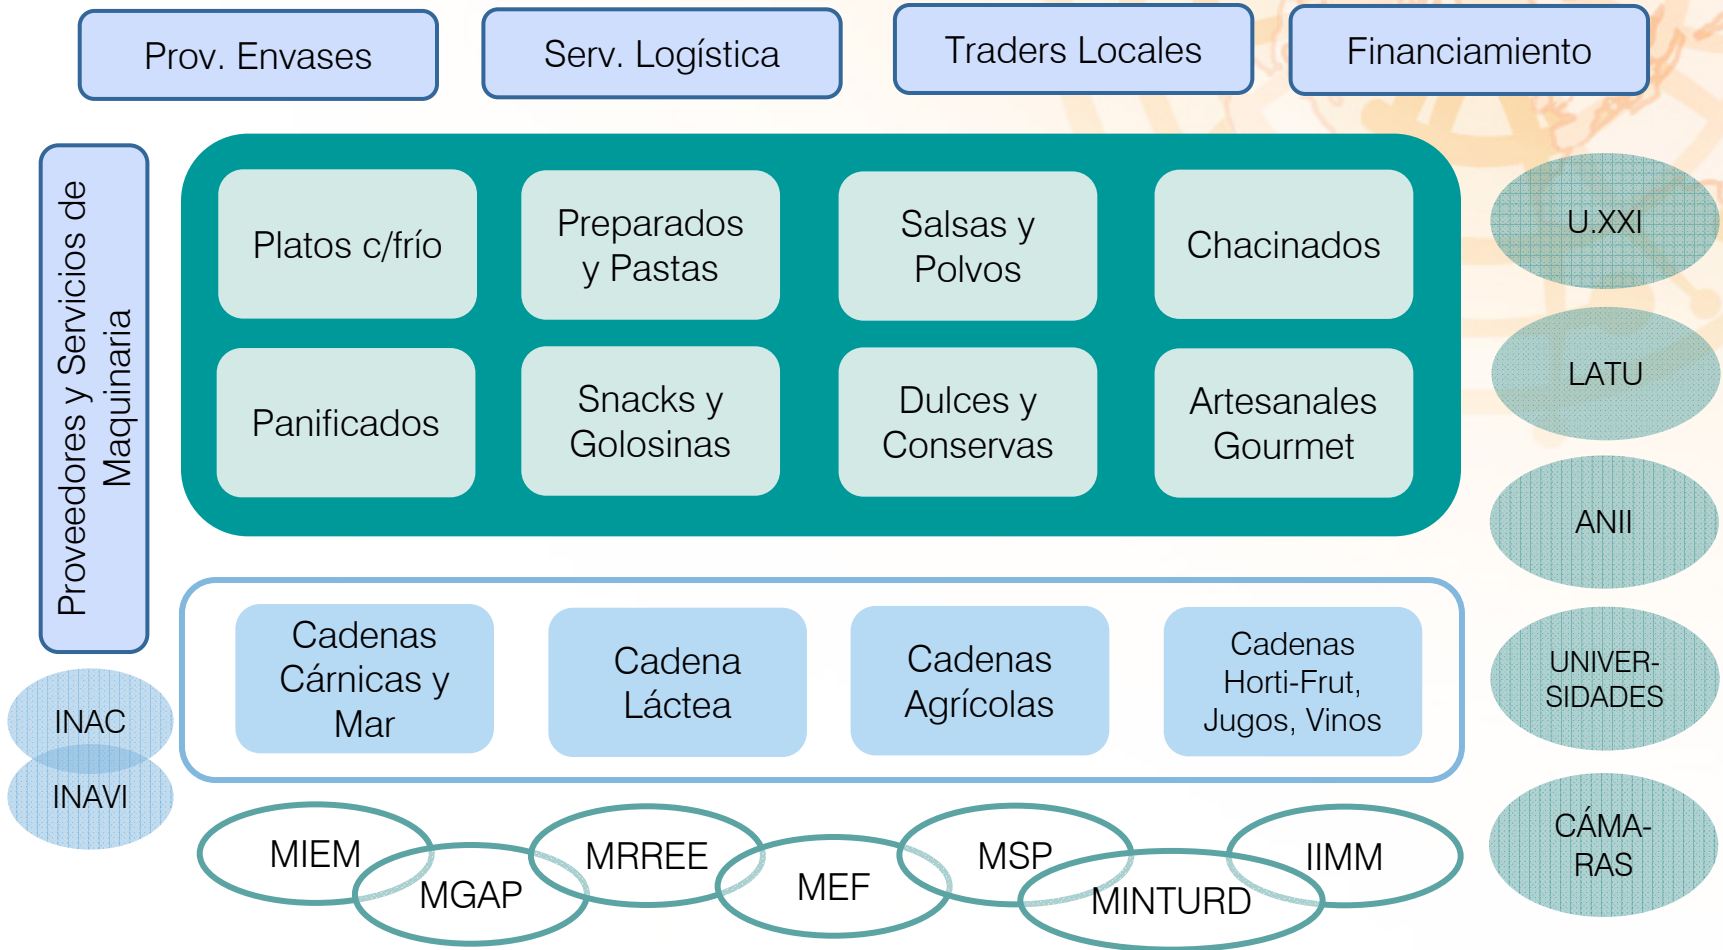 Prov. Envases
Serv. Logística
Traders Locales
Financiamiento
Proveedores y Servicios de
Maquinaria
Platos c/frío
Preparados
y Pastas
Salsas y
Polvos
Chacinados
Panificados
Snacks y
Golosinas
Dulces y
Conservas
Artesanales
Gourmet
U.XXI
LATU
ANII
UNIVER-
SIDADES
CÁMA-
RAS
Cadenas
Cárnicas y
Mar
Cadena
Láctea
Cadenas
Agrícolas
Cadenas
Horti-Frut,
Jugos, Vinos
INAC
INAVI
MIEM
MGAP
MRREE
MEF
MSP
MINTURD
IIMM